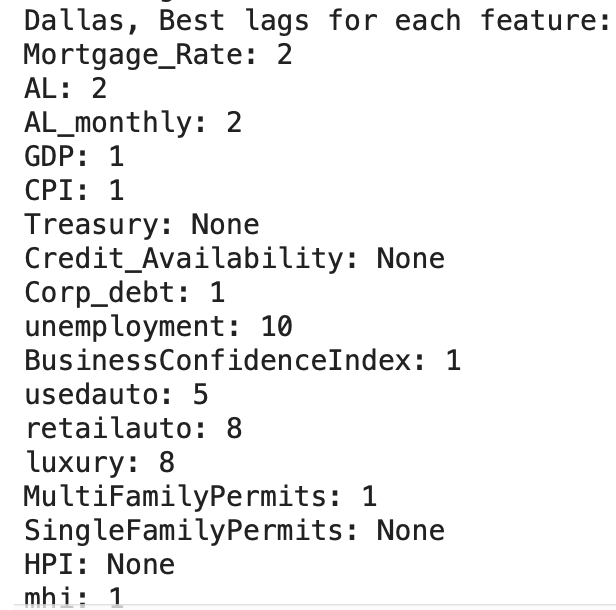 Dallas, Best lags for each feature:
Mortgage_Rate: 2
AL: 2
AL_monthly: 2
GDP: 1
CPI: 1
Treasury: None
Credit_Availability: None
Corp_debt: 1
unemployment: 10
BusinessConfidenceIndex: 1
usedauto: 5
retailauto: 8
luxury: 8
MultiFamilyPermits: 1
SingleFamilyPermits: None
HPI: None
mhi: 1